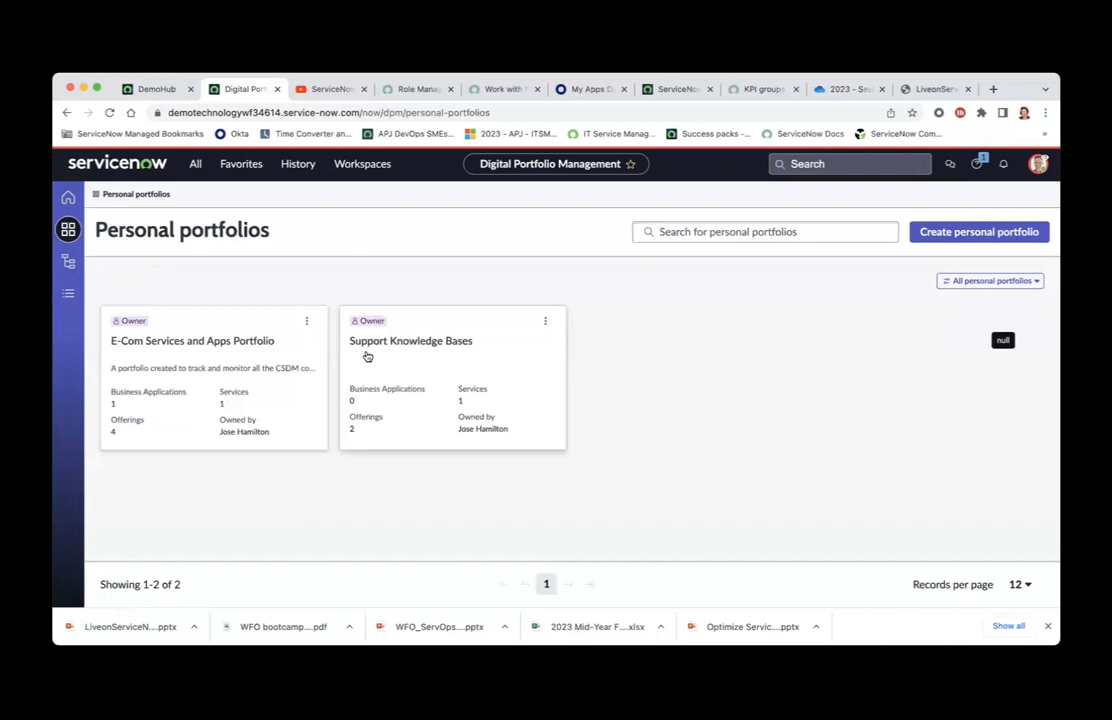 DemoHub
Digital Por
ServiceNow
Role Manag
Work with t
My Apps D
ServiceNo
KPI groups
2023 - Se
LiveonServ
demotechnologywf34614.service-now.com/now/dpm/personal-portfolios
ServiceNow Managed Bookmarks
Okta
Time Converter an...
APJ DevOps SMEs...
2023 - APJ - ITSM...
IT Service Manag...
Success packs -...
ServiceNow Docs
ServiceNow Com...
servicenow
All
Favorites
History
Workspaces
Digital Portfolio Management
Search
1
Personal portfolios
Personal portfolios
Search for personal portfolios
Create personal portfolio
All personal portfolios
Owner
E-Com Services and Apps Portfolio
A portfolio created to track and monitor all the CSDM co...
Business Applications
Services
1
1
Offerings
Owned by
4
Jose Hamilton
Owner
Support Knowledge Bases
Business Applications
Services
0
1
Offerings
Owned by
2
Jose Hamilton
null
Showing 1-2 of 2
1
Records per page
12
LiveonServiceN....pptx
WFO bootcamp....pdf
WFO_ServOps....pptx
2023 Mid-Year F....xlsx
Optimize Servic....pptx
Show all